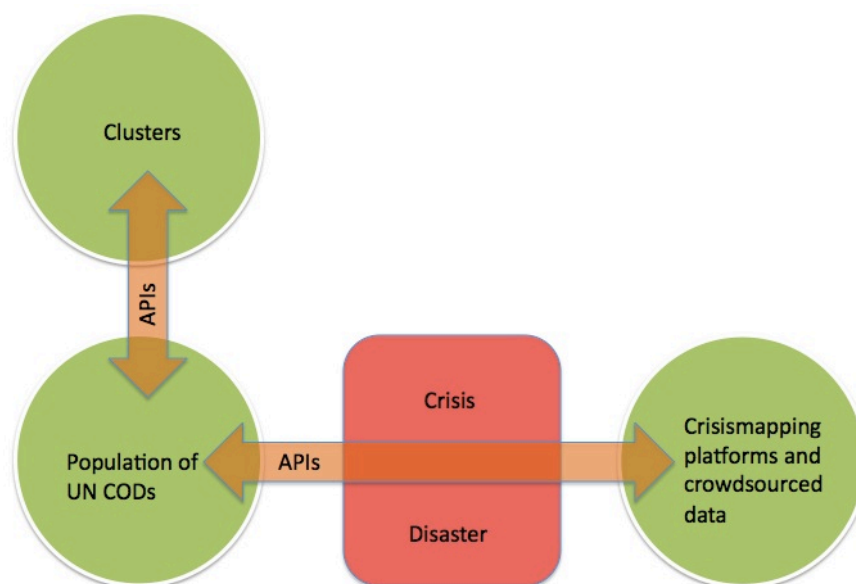 Clusters
APIs
Crisis
Population of
UN CODs
APIs
Crisismapping
platforms and
crowdsourced
data
Disaster